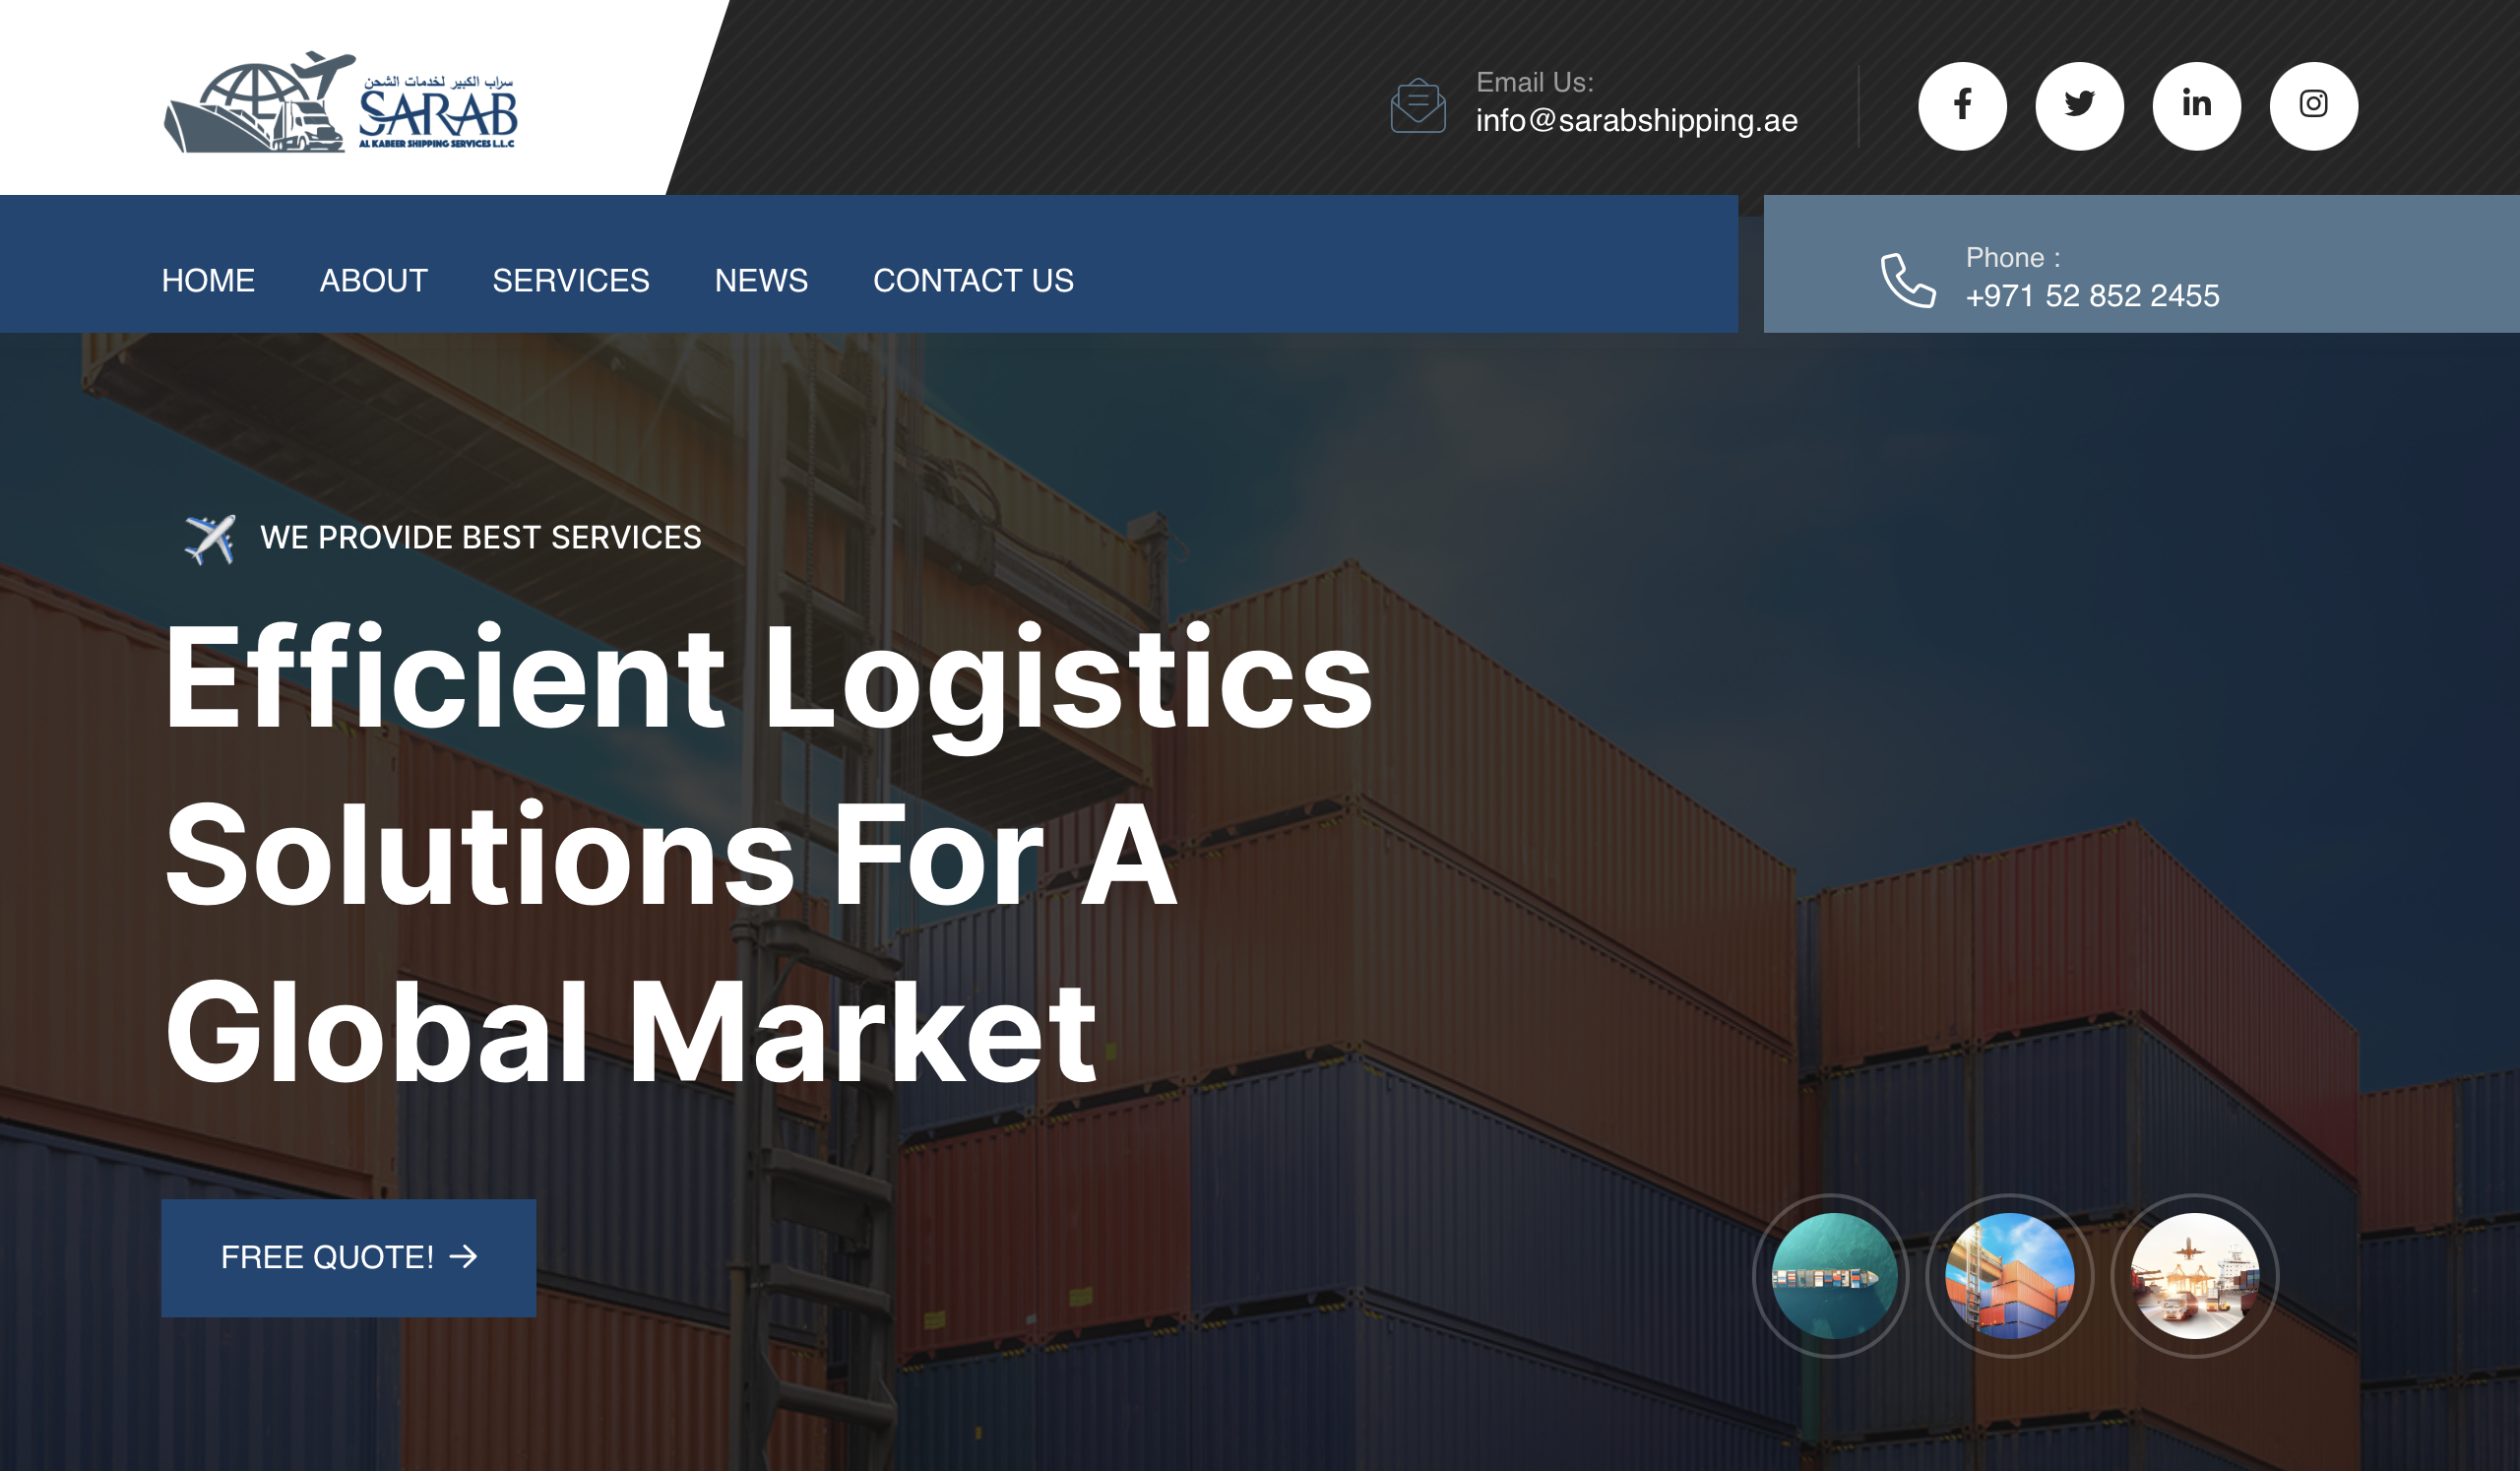 سراب الكبير لخدمات الشحن
SARAB
AL KABEER SHIPPING SERVICES L.L.C
Email Us:
info@sarabshipping.ae
HOME
ABOUT
SERVICES
NEWS
CONTACT US
Phone :
+971 52 852 2455
WE PROVIDE BEST SERVICES
Efficient Logistics
Solutions For A
Global Market
FREE QUOTE!